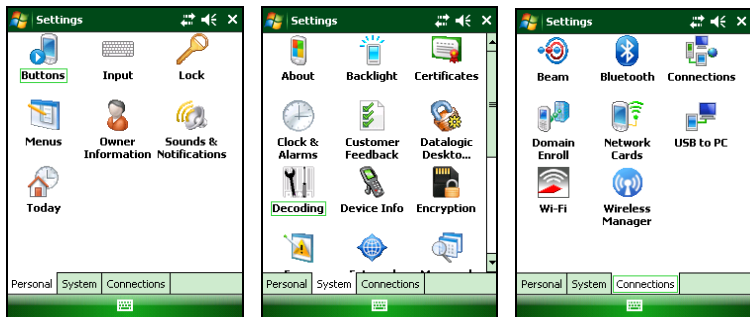 Settings
Buttons Input Lock
Menus Owner Information Sounds & Notifications
Today
Personal System Connections
Settings
About Backlight Certificates
Clock & Alarms Customer Feedback Datalogic Deskto...
Decoding Device Info Encryption
Personal System Connections
Settings
Beam Bluetooth Connections
Domain Enroll Network Cards USB to PC
Wi-Fi Wireless Manager
Personal System Connections